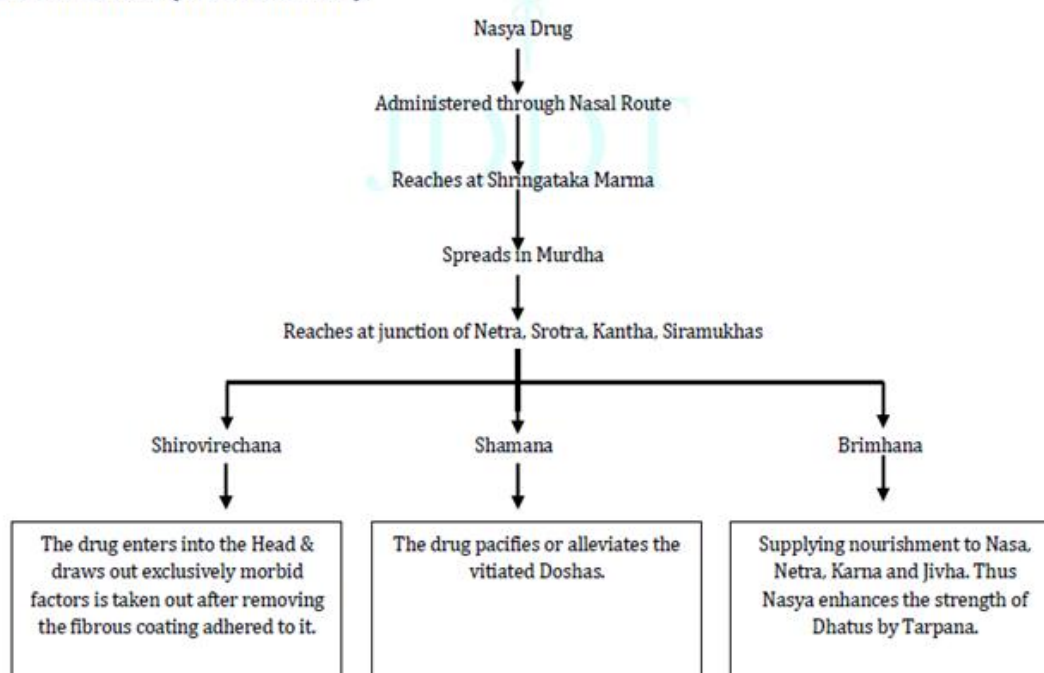 Nasya Drug
Administered through Nasal Route
JDDT
Reaches at Shringataka Marma
Spreads in Murdha
Reaches at junction of Netra, Srotra, Kantha, Siramukhas
Shirovirechana
Shamana
Brimhana
The drug enters into the Head &
draws out exclusively morbid
factors is taken out after removing
the fibrous coating adhered to it.
The drug pacifies or alleviates the
vitiated Doshas.
Supplying nourishment to Nasa,
Netra, Karna and Jivha. Thus
Nasya enhances the strength of
Dhatus by Tarpana.